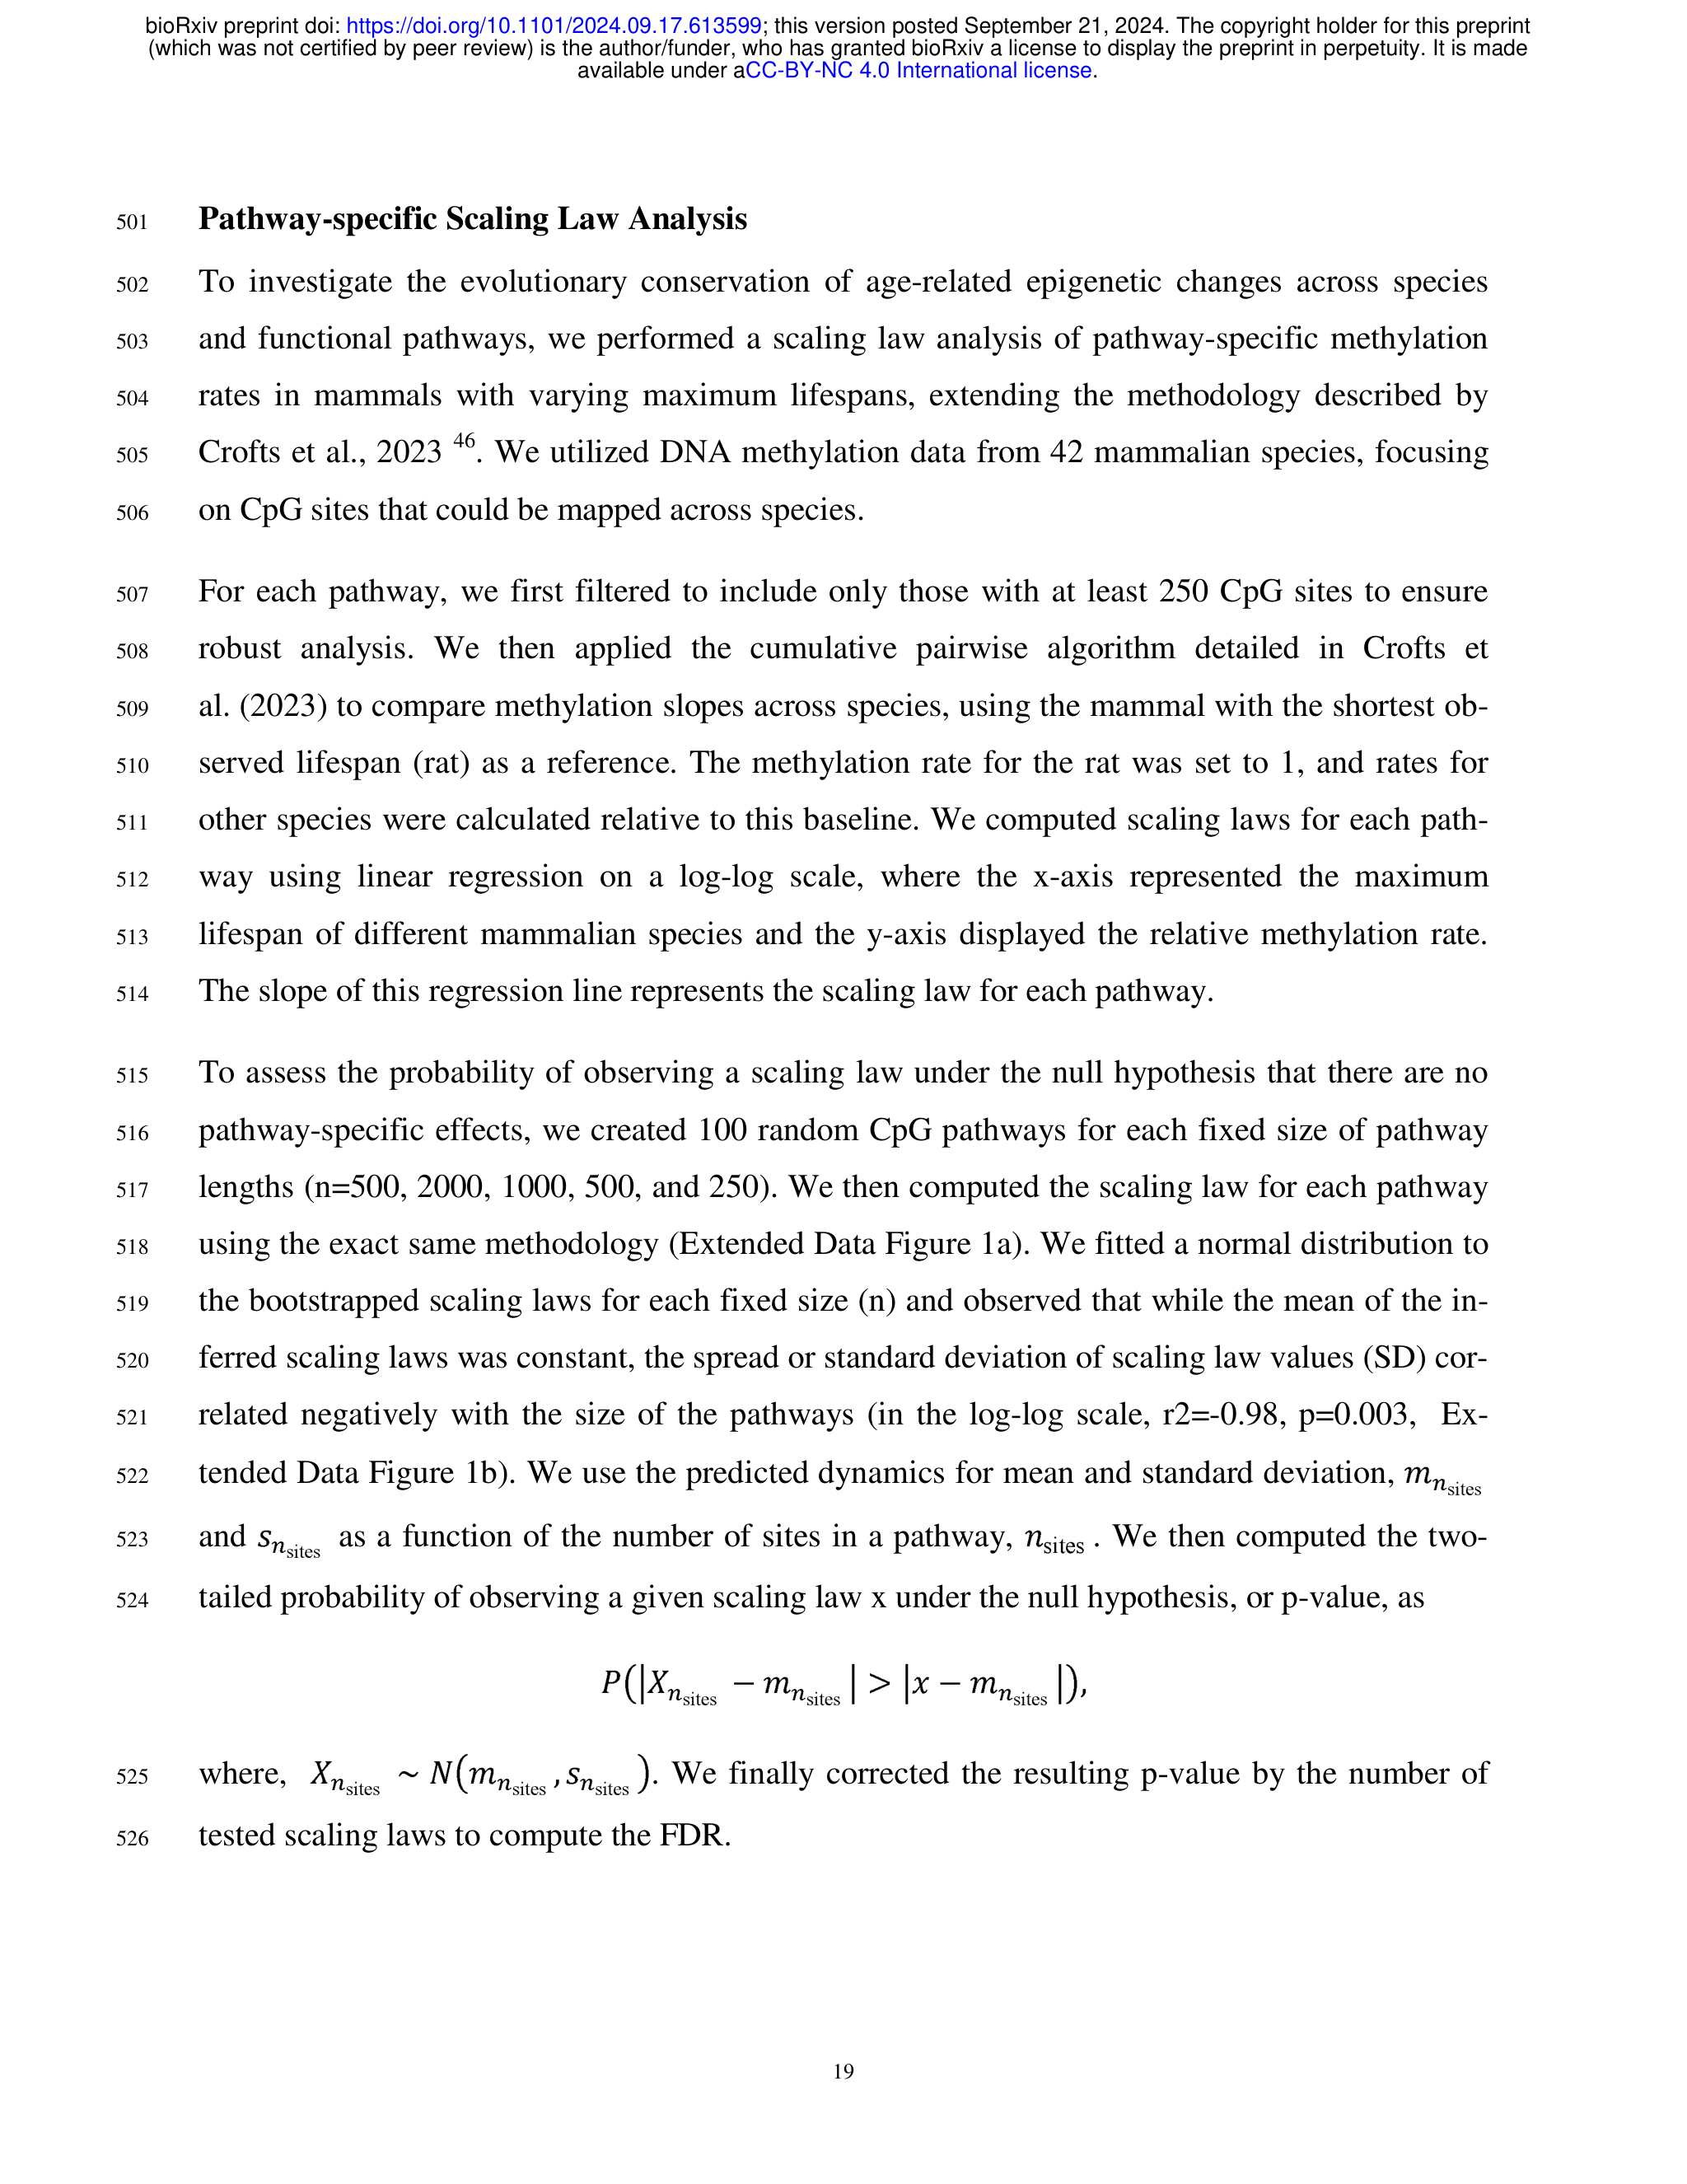 bioRxiv preprint doi: https://doi.org/10.1101/2024.09.17.613599; this version posted September 21, 2024. The copyright holder for this preprint
(which was not certified by peer review) is the author/funder, who has granted bioRxiv a license to display the preprint in perpetuity. It is made
available under aCC-BY-NC 4.0 International license.
501 Pathway-specific Scaling Law Analysis
502 To investigate the evolutionary conservation of age-related epigenetic changes across species
503 and functional pathways, we performed a scaling law analysis of pathway-specific methylation
504 rates in mammals with varying maximum lifespans, extending the methodology described by
505 Crofts et al., 2023 46. We utilized DNA methylation data from 42 mammalian species, focusing
506 on CpG sites that could be mapped across species.
507 For each pathway, we first filtered to include only those with at least 250 CpG sites to ensure
508 robust analysis. We then applied the cumulative pairwise algorithm detailed in Crofts et
509 al. (2023) to compare methylation slopes across species, using the mammal with the shortest ob-
510 served lifespan (rat) as a reference. The methylation rate for the rat was set to 1, and rates for
511 other species were calculated relative to this baseline. We computed scaling laws for each path-
512 way using linear regression on a log-log scale, where the x-axis represented the maximum
513 lifespan of different mammalian species and the y-axis displayed the relative methylation rate.
514 The slope of this regression line represents the scaling law for each pathway.
515 To assess the probability of observing a scaling law under the null hypothesis that there are no
516 pathway-specific effects, we created 100 random CpG pathways for each fixed size of pathway
517 lengths (n=500, 2000, 1000, 500, and 250). We then computed the scaling law for each pathway
518 using the exact same methodology (Extended Data Figure 1a). We fitted a normal distribution to
519 the bootstrapped scaling laws for each fixed size (n) and observed that while the mean of the in-
520 ferred scaling laws was constant, the spread or standard deviation of scaling law values (SD) cor-
521 related negatively with the size of the pathways (in the log-log scale, r2=-0.98, p=0.003, Ex-
522 tended Data Figure 1b). We use the predicted dynamics for mean and standard deviation, m_{n_{sites}}
523 and s_{n_{sites}} as a function of the number of sites in a pathway, n_{sites} . We then computed the two-
524 tailed probability of observing a given scaling law x under the null hypothesis, or p-value, as
P(|X_{n_{sites}} − m_{n_{sites}}| > |x − m_{n_{sites}}|),
525 where, X_{n_{sites}} ~ N(m_{n_{sites}}, s_{n_{sites}}). We finally corrected the resulting p-value by the number of
526 tested scaling laws to compute the FDR.
19